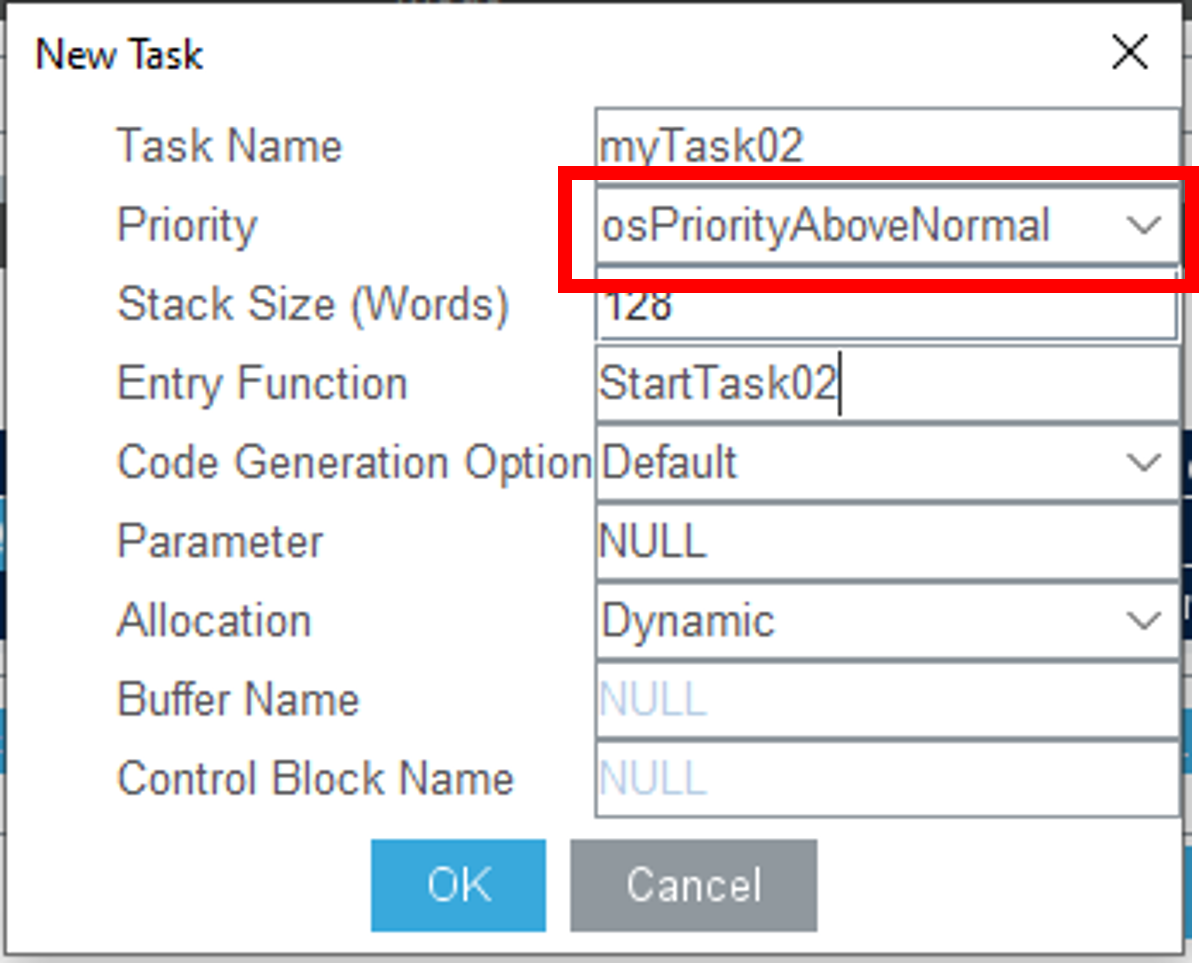 New Task
Task Name myTask02
Priority osPriorityAboveNormal
Stack Size (Words) 128
Entry Function StartTask02
Code Generation Option Default
Parameter NULL
Allocation Dynamic
Buffer Name NULL
Control Block Name NULL
OK Cancel